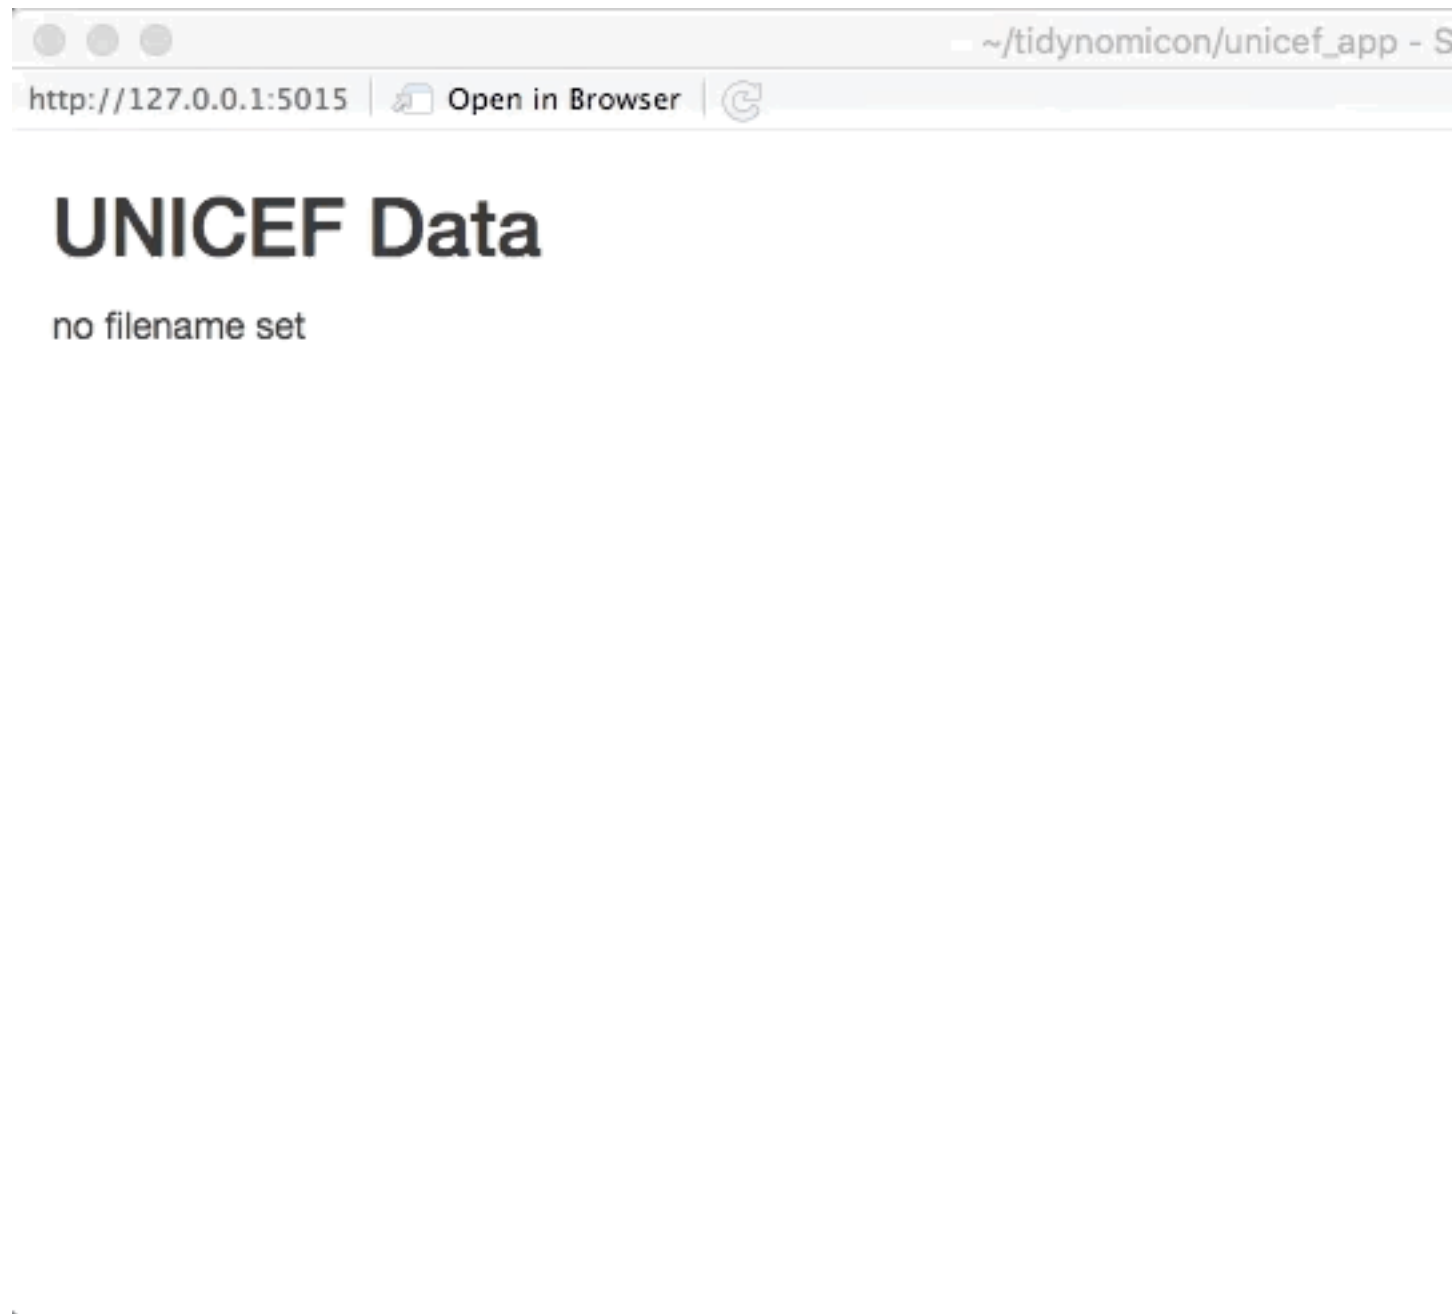 ~/tidynomicon/unicef_app - S
http://127.0.0.1:5015 Open in Browser
UNICEF Data
no filename set